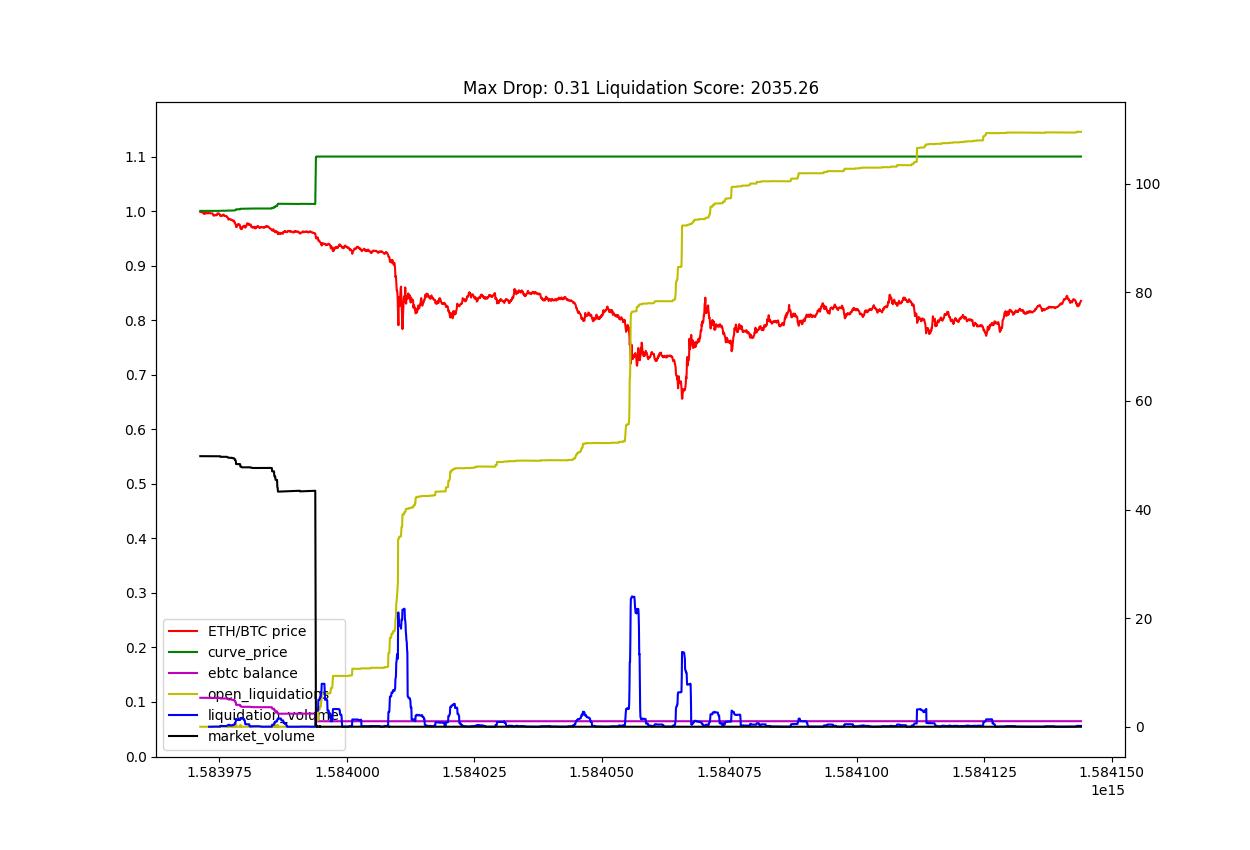 Max Drop: 0.31 Liquidation Score: 2035.26
1.1
1.0
0.9
0.8
0.7
0.6
0.5
0.4
0.3
0.2
0.1
0.0
100
80
60
40
20
0
ETH/BTC price
curve_price
ebtc balance
open_liquidations
liquidation_volume
market_volume
1.583975 1.584000 1.584025 1.584050 1.584075 1.584100 1.584125 1.584150
1e15